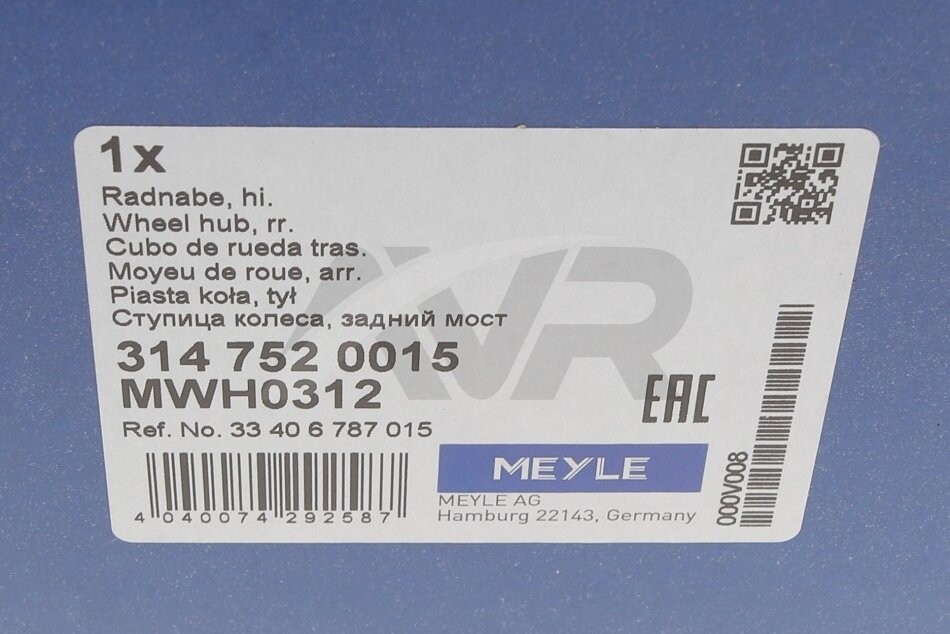 1x
Radnabe, hi.
Wheel hub, rr.
Cubo de rueda tras.
Moyeu de roue, arr.
Piasta koła, tył
Ступица колеса, задний мост
314 752 0015
MWH0312
Ref. No. 33 40 6 787 015
4 040074 292587
EAC
MEYLE
MEYLE AG
Hamburg 22143, Germany
000V008
AVR